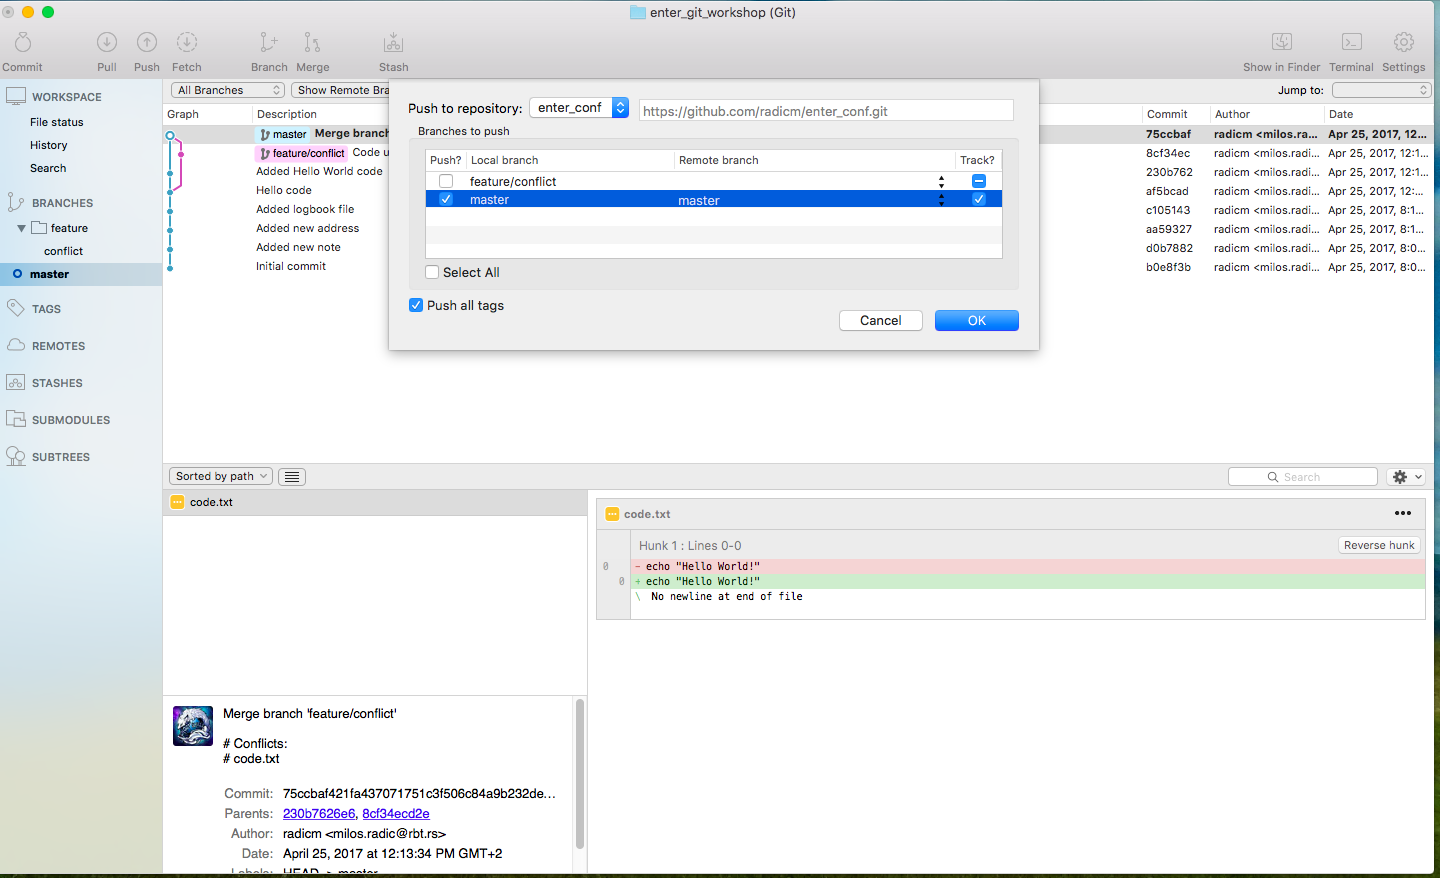 enter_git_workshop (Git)
Commit Pull Push Fetch Branch Merge Stash Show in Finder Terminal Settings
WORKSPACE
File status
History
Search
BRANCHES
feature
conflict
master
TAGS
REMOTES
STASHES
SUBMODULES
SUBTREES
All Branches Show Remote Bra Jump to:
Graph Description Commit Author Date
master Merge branch 75ccbaf radicm <milos.ra... Apr 25, 2017, 12...
feature/conflict Code u 8cf34ec radicm <milos.radi... Apr 25, 2017, 12:1...
Added Hello World code 230b762 radicm <milos.radi... Apr 25, 2017, 12:1...
Hello code af5bcad radicm <milos.radi... Apr 25, 2017, 12:...
Added logbook file c105143 radicm <milos.radi... Apr 25, 2017, 8:1...
Added new address aa59327 radicm <milos.radi... Apr 25, 2017, 8:1...
Added new note d0b7882 radicm <milos.radi... Apr 25, 2017, 8:0...
Initial commit b0e8f3b radicm <milos.radi... Apr 25, 2017, 8:0...
Push to repository: enter_conf https://github.com/radicm/enter_conf.git
Branches to push
Push? Local branch Remote branch Track?
feature/conflict
master master
Select All
Push all tags
Cancel OK
Sorted by path Search
code.txt
code.txt
Hunk 1 : Lines 0-0 Reverse hunk
0 - echo "Hello World!"
0 + echo "Hello World!"
\ No newline at end of file
Merge branch 'feature/conflict'
# Conflicts:
# code.txt
Commit: 75ccbaf421fa437071751c3f506c84a9b232de...
Parents: 230b7626e6, 8cf34ecd2e
Author: radicm <milos.radic@rbt.rs>
Date: April 25, 2017 at 12:13:34 PM GMT+2
Labels: HEAD -> master